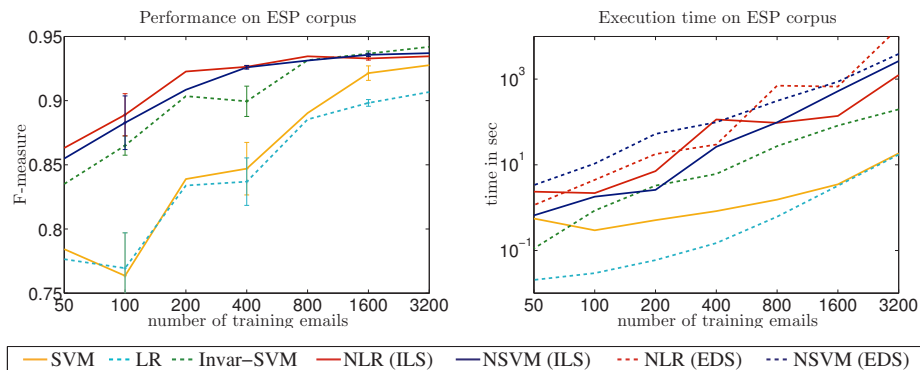 Performance on ESP corpus
0.95
0.9
0.85
0.8
0.75
F-measure
50 100 200 400 800 1600 3200
number of training emails
Execution time on ESP corpus
10^3
10^1
10^-1
time in sec
50 100 200 400 800 1600 3200
number of training emails
SVM LR Invar-SVM NLR (ILS) NSVM (ILS) NLR (EDS) NSVM (EDS)